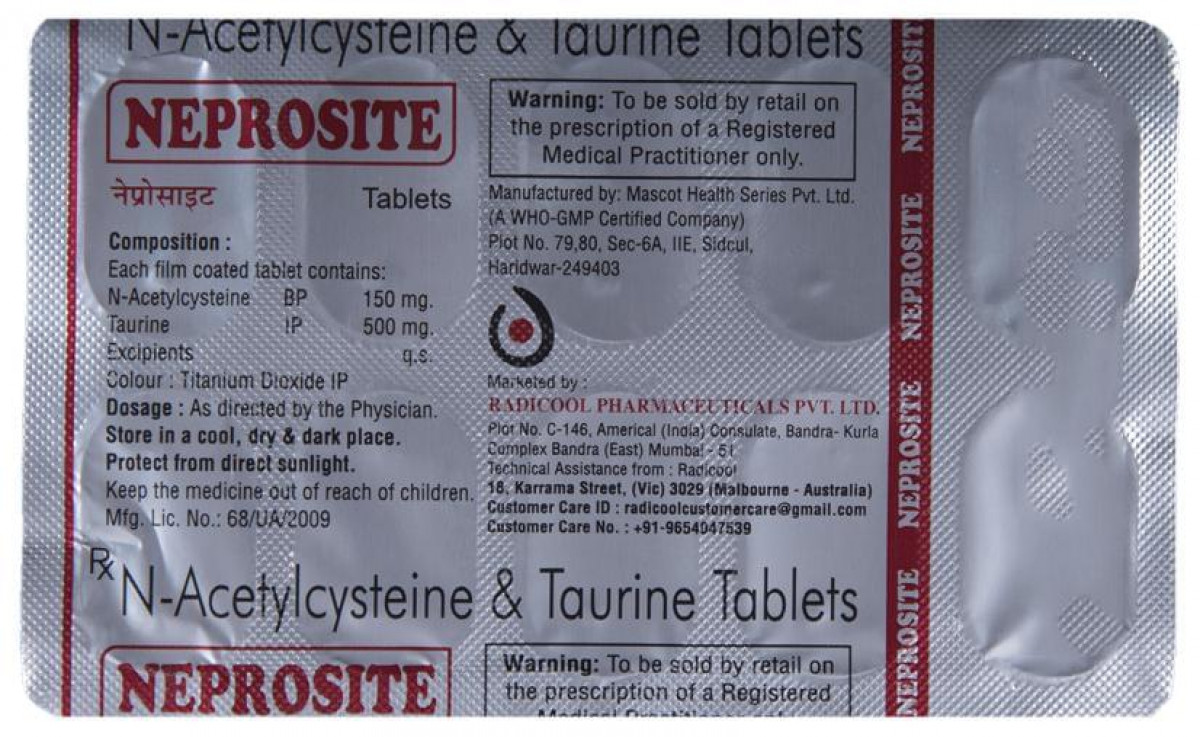 N-Acetylcysteine & Taurine Tablets
NEPROSITE
नेप्रोसाइट Tablets
Composition :
Each film coated tablet contains:
N-Acetylcysteine BP 150 mg.
Taurine IP 500 mg.
Excipients q.s.
Colour : Titanium Dioxide IP
Dosage : As directed by the Physician.
Store in a cool, dry & dark place.
Protect from direct sunlight.
Keep the medicine out of reach of children.
Mfg. Lic. No.: 68/UA/2009
Warning: To be sold by retail on
the prescription of a Registered
Medical Practitioner only.
Manufactured by: Mascot Health Series Pvt. Ltd.
(A WHO-GMP Certified Company)
Plot No. 79,80, Sec-6A, IIE, Sidcul,
Haridwar-249403
Marketed by :
RADICOOL PHARMACEUTICALS PVT. LTD.
Plot No. C-146, Americal (India) Consulate, Bandra- Kurla
Complex Bandra (East) Mumbai - 51
Technical Assistance from : Radicool
18, Karrama Street, (Vic) 3029 (Malbourne - Australia)
Customer Care ID : radicoolcustomercare@gmail.com
Customer Care No. : +91-9654047539
Rx N-Acetylcysteine & Taurine Tablets
NEPROSITE
Warning: To be sold by retail on
the prescription of a Registered
Medical Practitioner only.
NEPROSITE
NEPROSITE
NEPROSITE
NEPROSITE